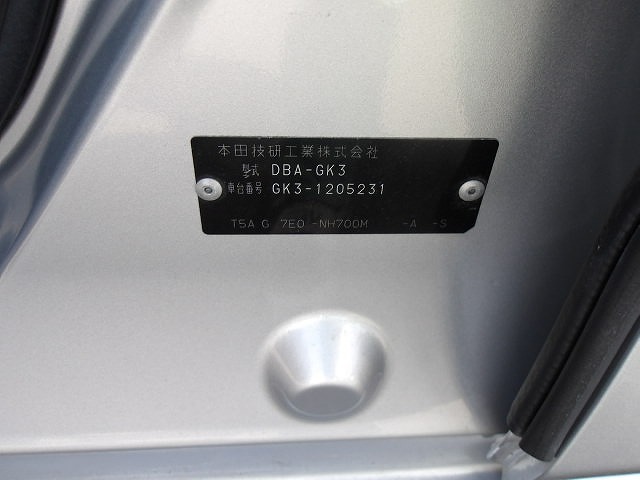 本田技研工業株式会社
型式 DBA-GK3
車台番号 GK3-1205231
T5A G 7E0 -NH700M -A -S